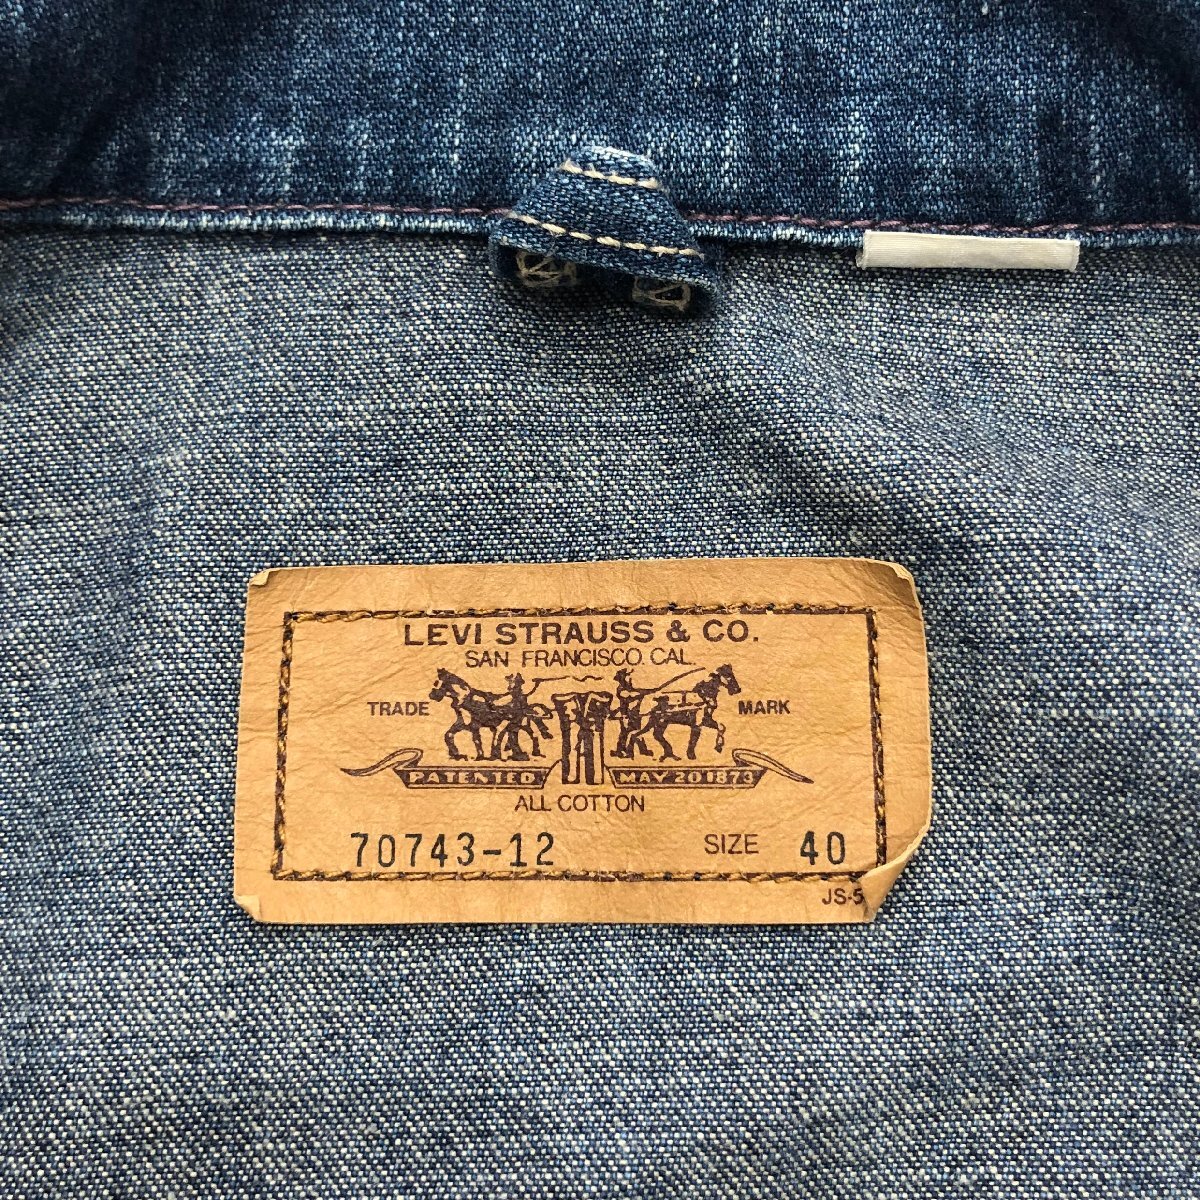 LEVI STRAUSS & CO.
SAN FRANCISCO. CAL.
TRADE MARK
PATENTED MAY 20 1873
ALL COTTON
70743-12 SIZE 40
JS-5